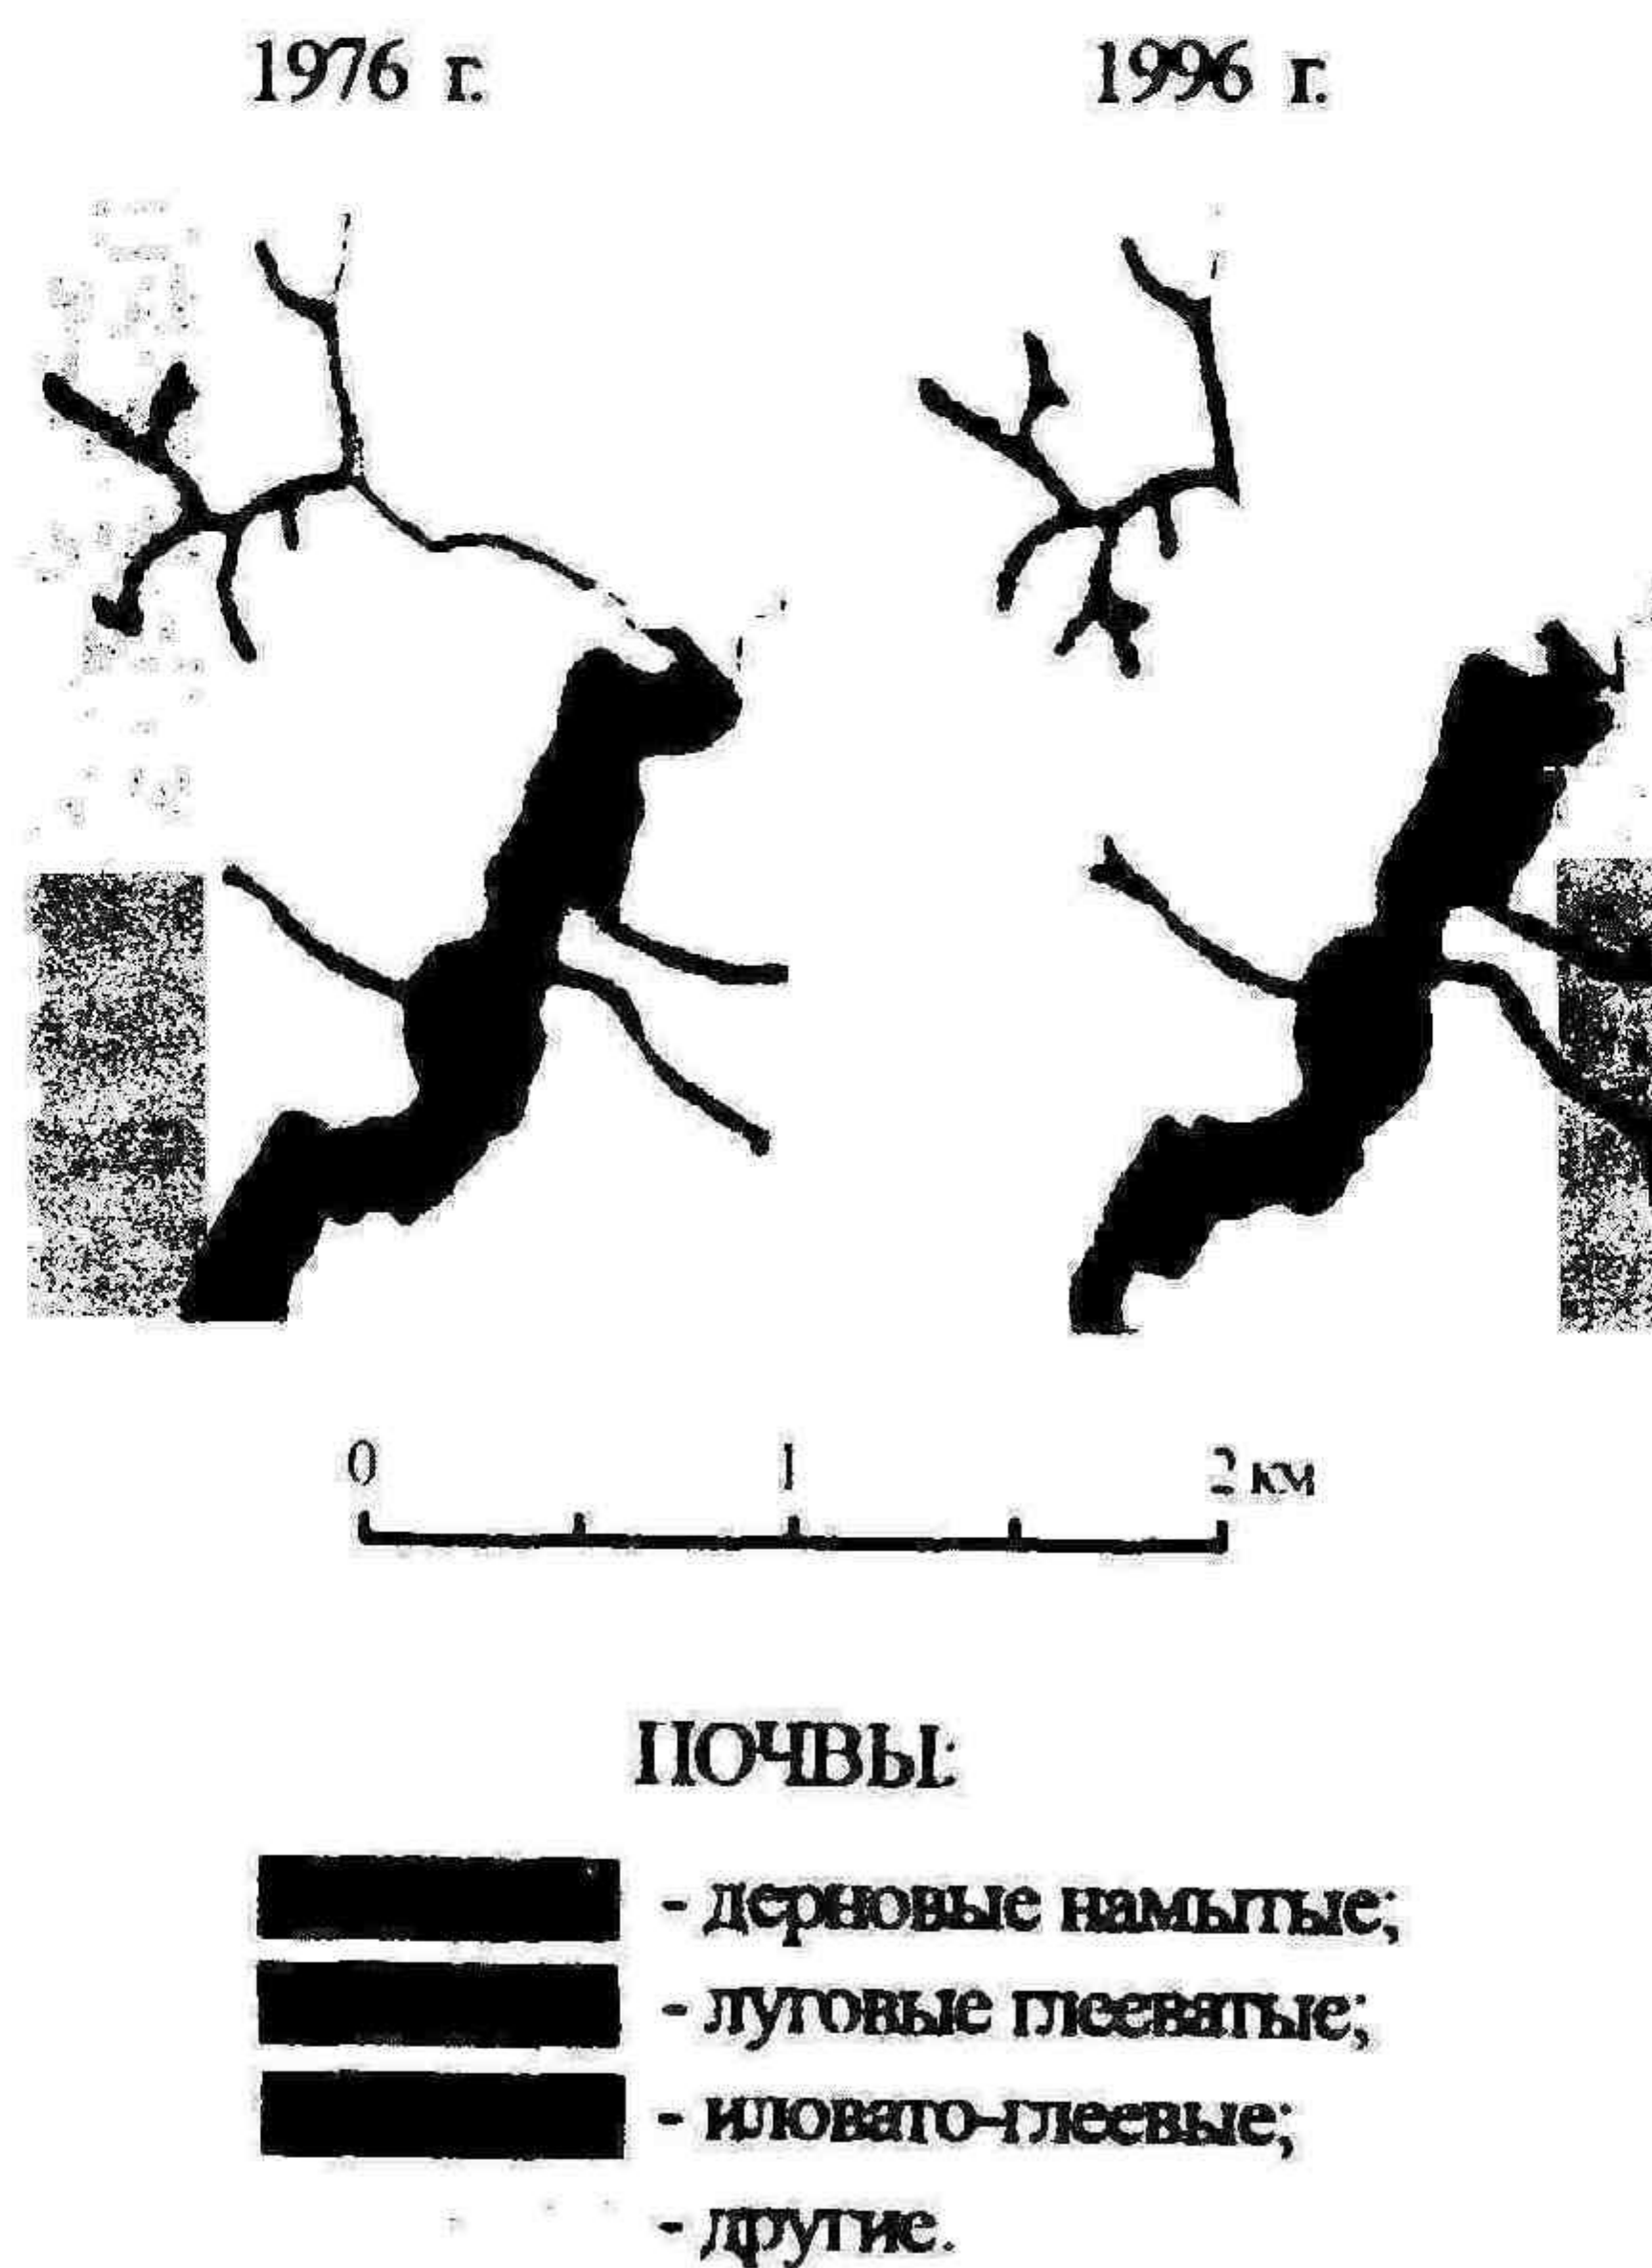 1976 г. 1996 г.
0 1 2 км
ПОЧВЫ:
- дерновые намытые;
- луговые глееватые;
- иловато-глеевые;
- другие.